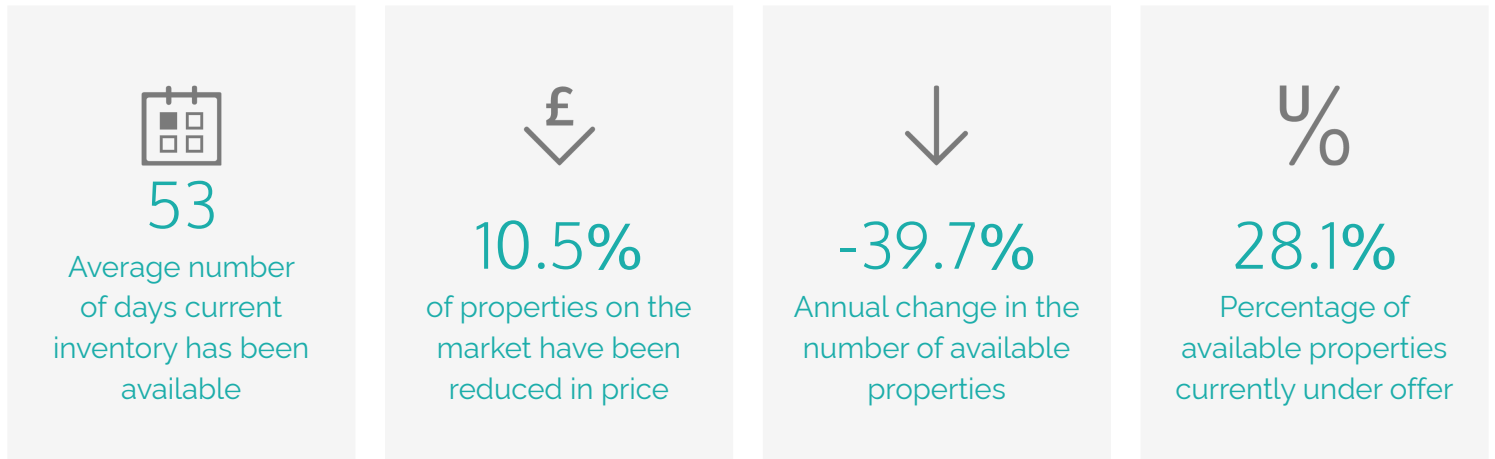 53
Average number
of days current
inventory has been
available
£
10.5%
of properties on the
market have been
reduced in price
-39.7%
Annual change in the
number of available
properties
U/0
28.1%
Percentage of
available properties
currently under offer